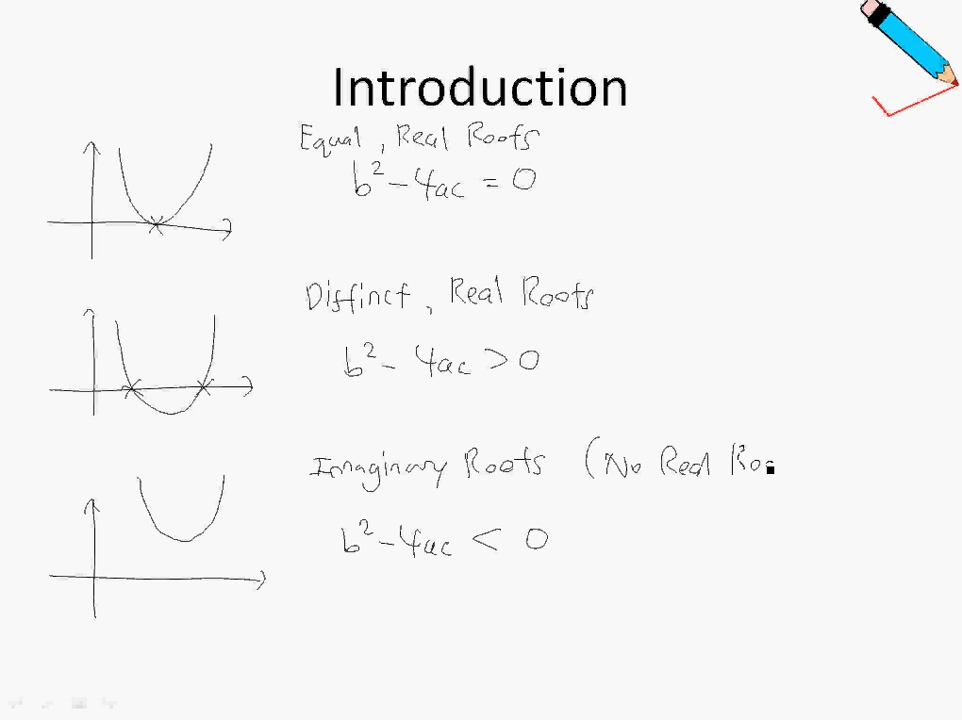 Introduction
Equal, Real Roots
b² - 4ac = 0
Distinct, Real Roots
b² - 4ac > 0
Imaginary Roots (No Real Roo
b² - 4ac < 0